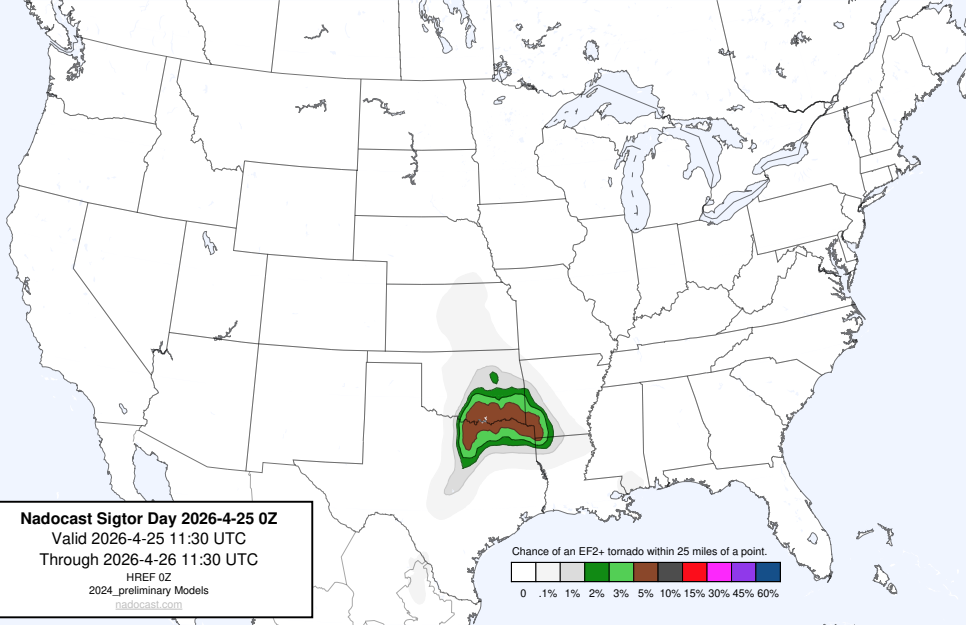 Nadocast Sigtor Day 2026-4-25 0Z
Valid 2026-4-25 11:30 UTC
Through 2026-4-26 11:30 UTC
HREF 0Z
2024_preliminary Models
nadocast.com
Chance of an EF2+ tornado within 25 miles of a point.
0 .1% 1% 2% 3% 5% 10% 15% 30% 45% 60%